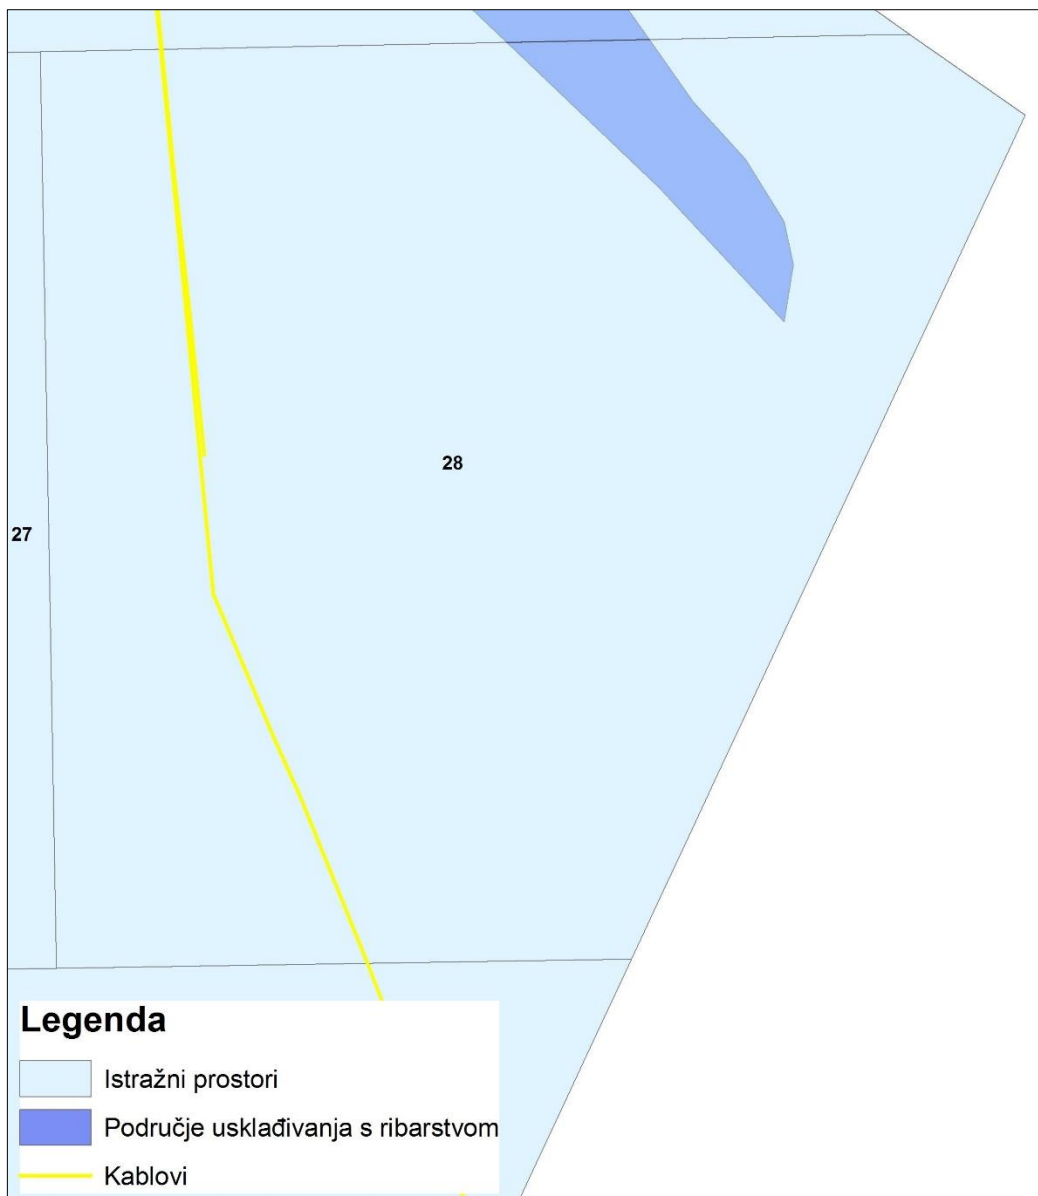 28
27
Legenda
Istražni prostori
Područje usklađivanja s ribarstvom
Kablovi